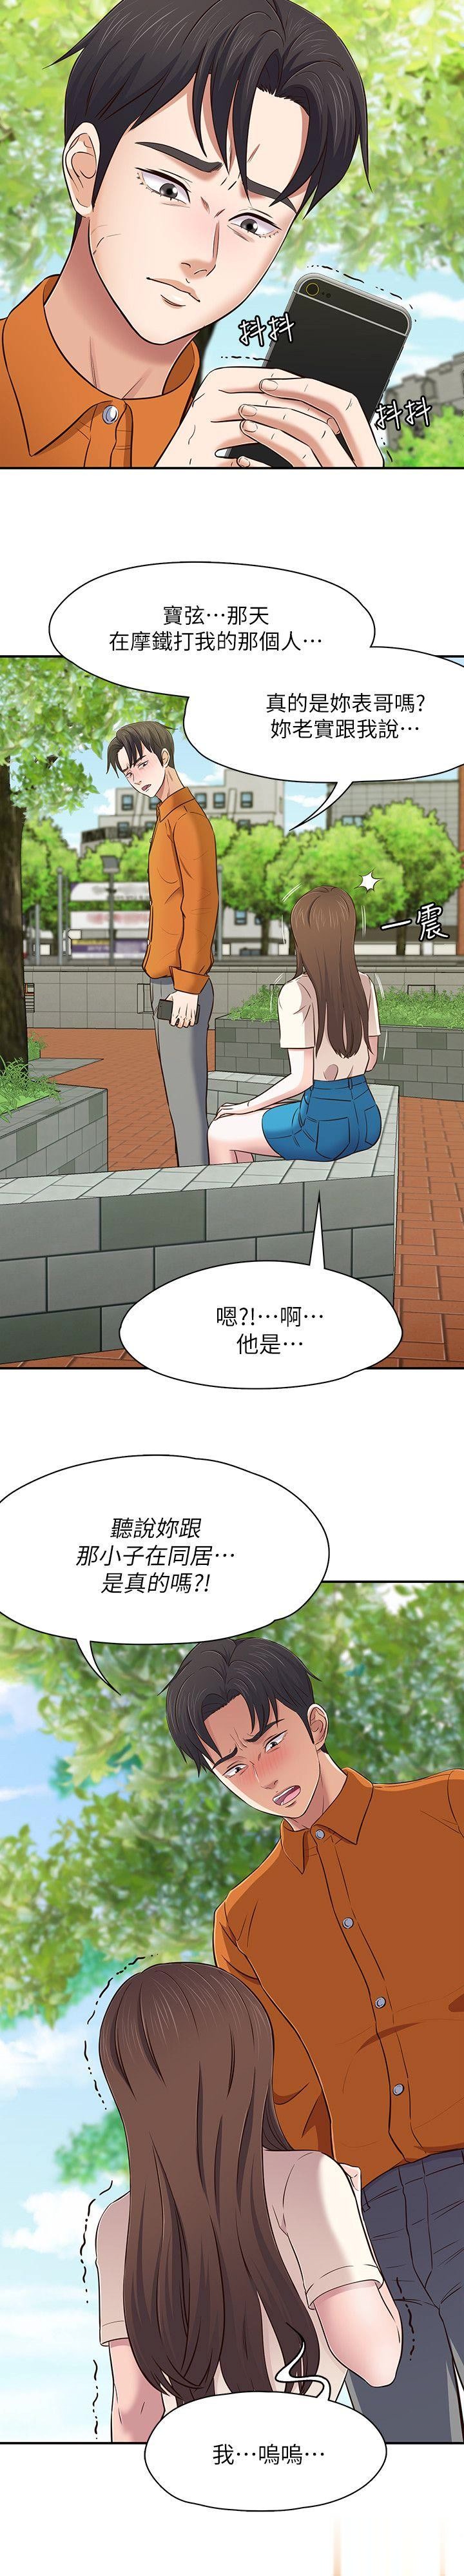 抖抖
抖抖
寶弦…那天
在摩鐵打我的那個人…
真的是妳表哥嗎?
妳老實跟我說…
一震
嗯?!…啊…
他是…
聽說妳跟
那小子在同居…
是真的嗎?!
我…嗚嗚…